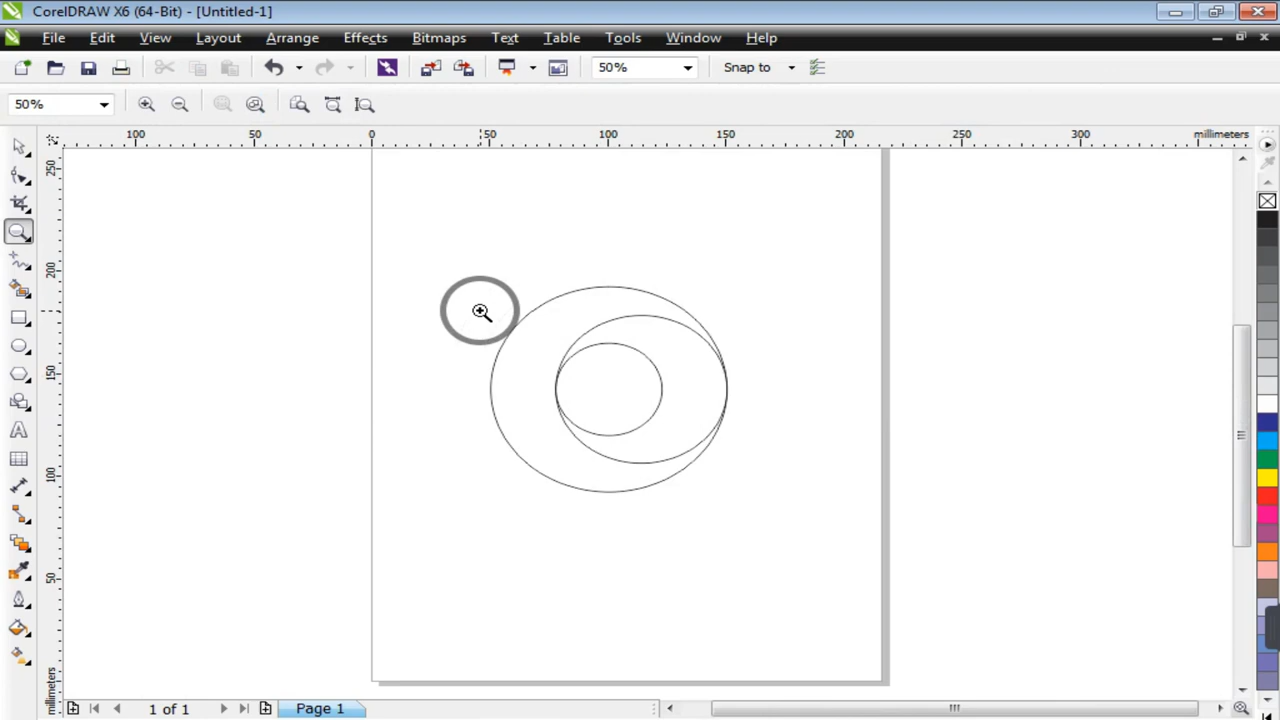 CorelDRAW X6 (64-Bit) - [Untitled-1]
File Edit View Layout Arrange Effects Bitmaps Text Table Tools Window Help
50% Snap to
50%
100 50 0 50 100 150 200 250 300 millimeters
250
200
150
100
50
millimeters
1 of 1 Page 1